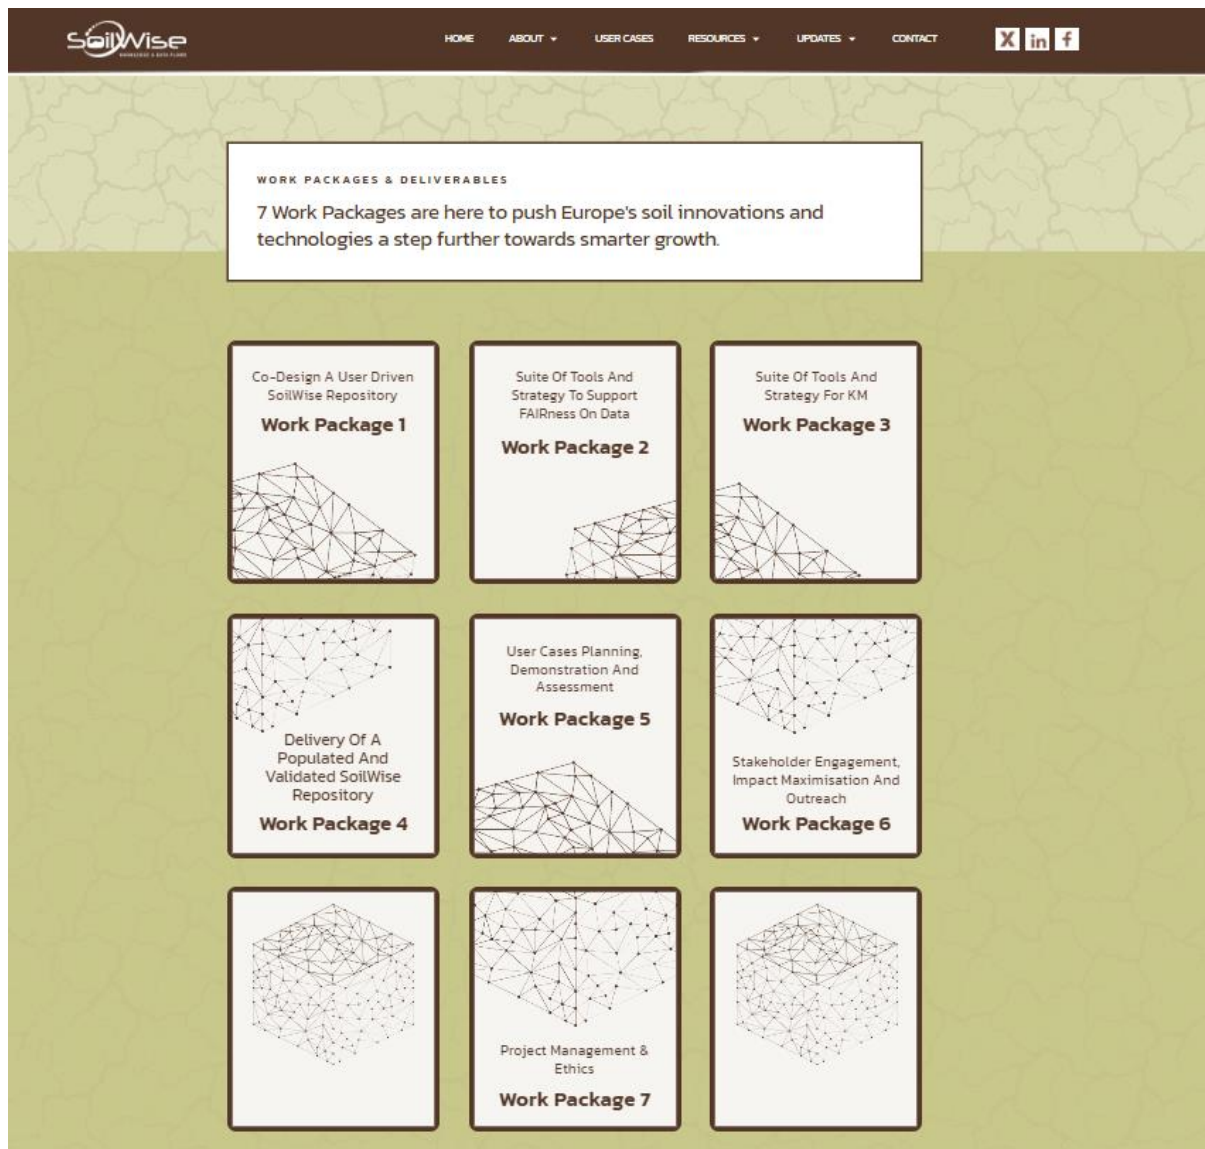 SoilWise
HOME ABOUT USER CASES RESOURCES UPDATES CONTACT
WORK PACKAGES & DELIVERABLES
7 Work Packages are here to push Europe's soil innovations and
technologies a step further towards smarter growth.
Co-Design A User Driven
SoilWise Repository
Work Package 1
Suite Of Tools And
Strategy To Support
FAIRness On Data
Work Package 2
Suite Of Tools And
Strategy For KM
Work Package 3
Delivery Of A
Populated And
Validated SoilWise
Repository
Work Package 4
User Cases Planning,
Demonstration And
Assessment
Work Package 5
Stakeholder Engagement,
Impact Maximisation And
Outreach
Work Package 6
Project Management &
Ethics
Work Package 7